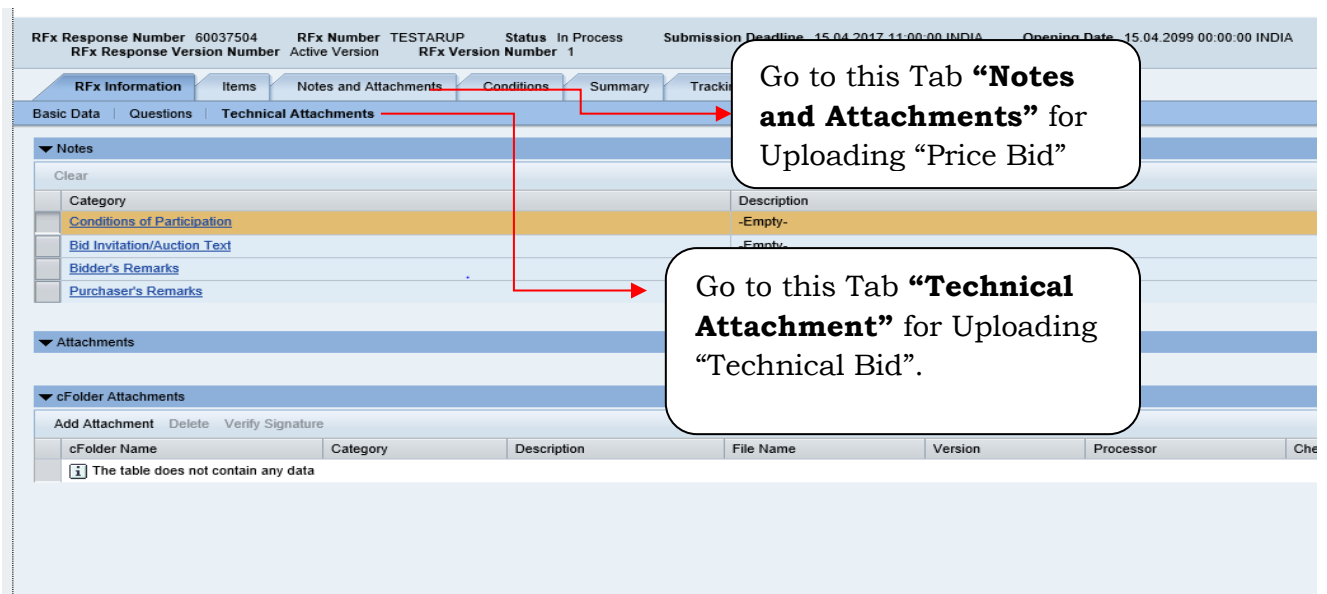 RFx Response Number 60037504 RFx Number TESTARUP Status In Process Submission Deadline 15.04.2017 11:00:00 INDIA Opening Date 15.04.2099 00:00:00 INDIA
RFx Response Version Number Active Version RFx Version Number 1
RFx Information Items Notes and Attachments Conditions Summary
Basic Data | Questions | Technical Attachments
Go to this Tab “Notes
and Attachments” for
Uploading “Price Bid”
Notes
Clear
Category Description
Conditions of Participation -Empty-
Bid Invitation/Auction Text -Empty-
Bidder's Remarks
Purchaser's Remarks
Go to this Tab “Technical
Attachment” for Uploading
“Technical Bid”.
Attachments
cFolder Attachments
Add Attachment Delete Verify Signature
cFolder Name Category Description File Name Version Processor Che
The table does not contain any data